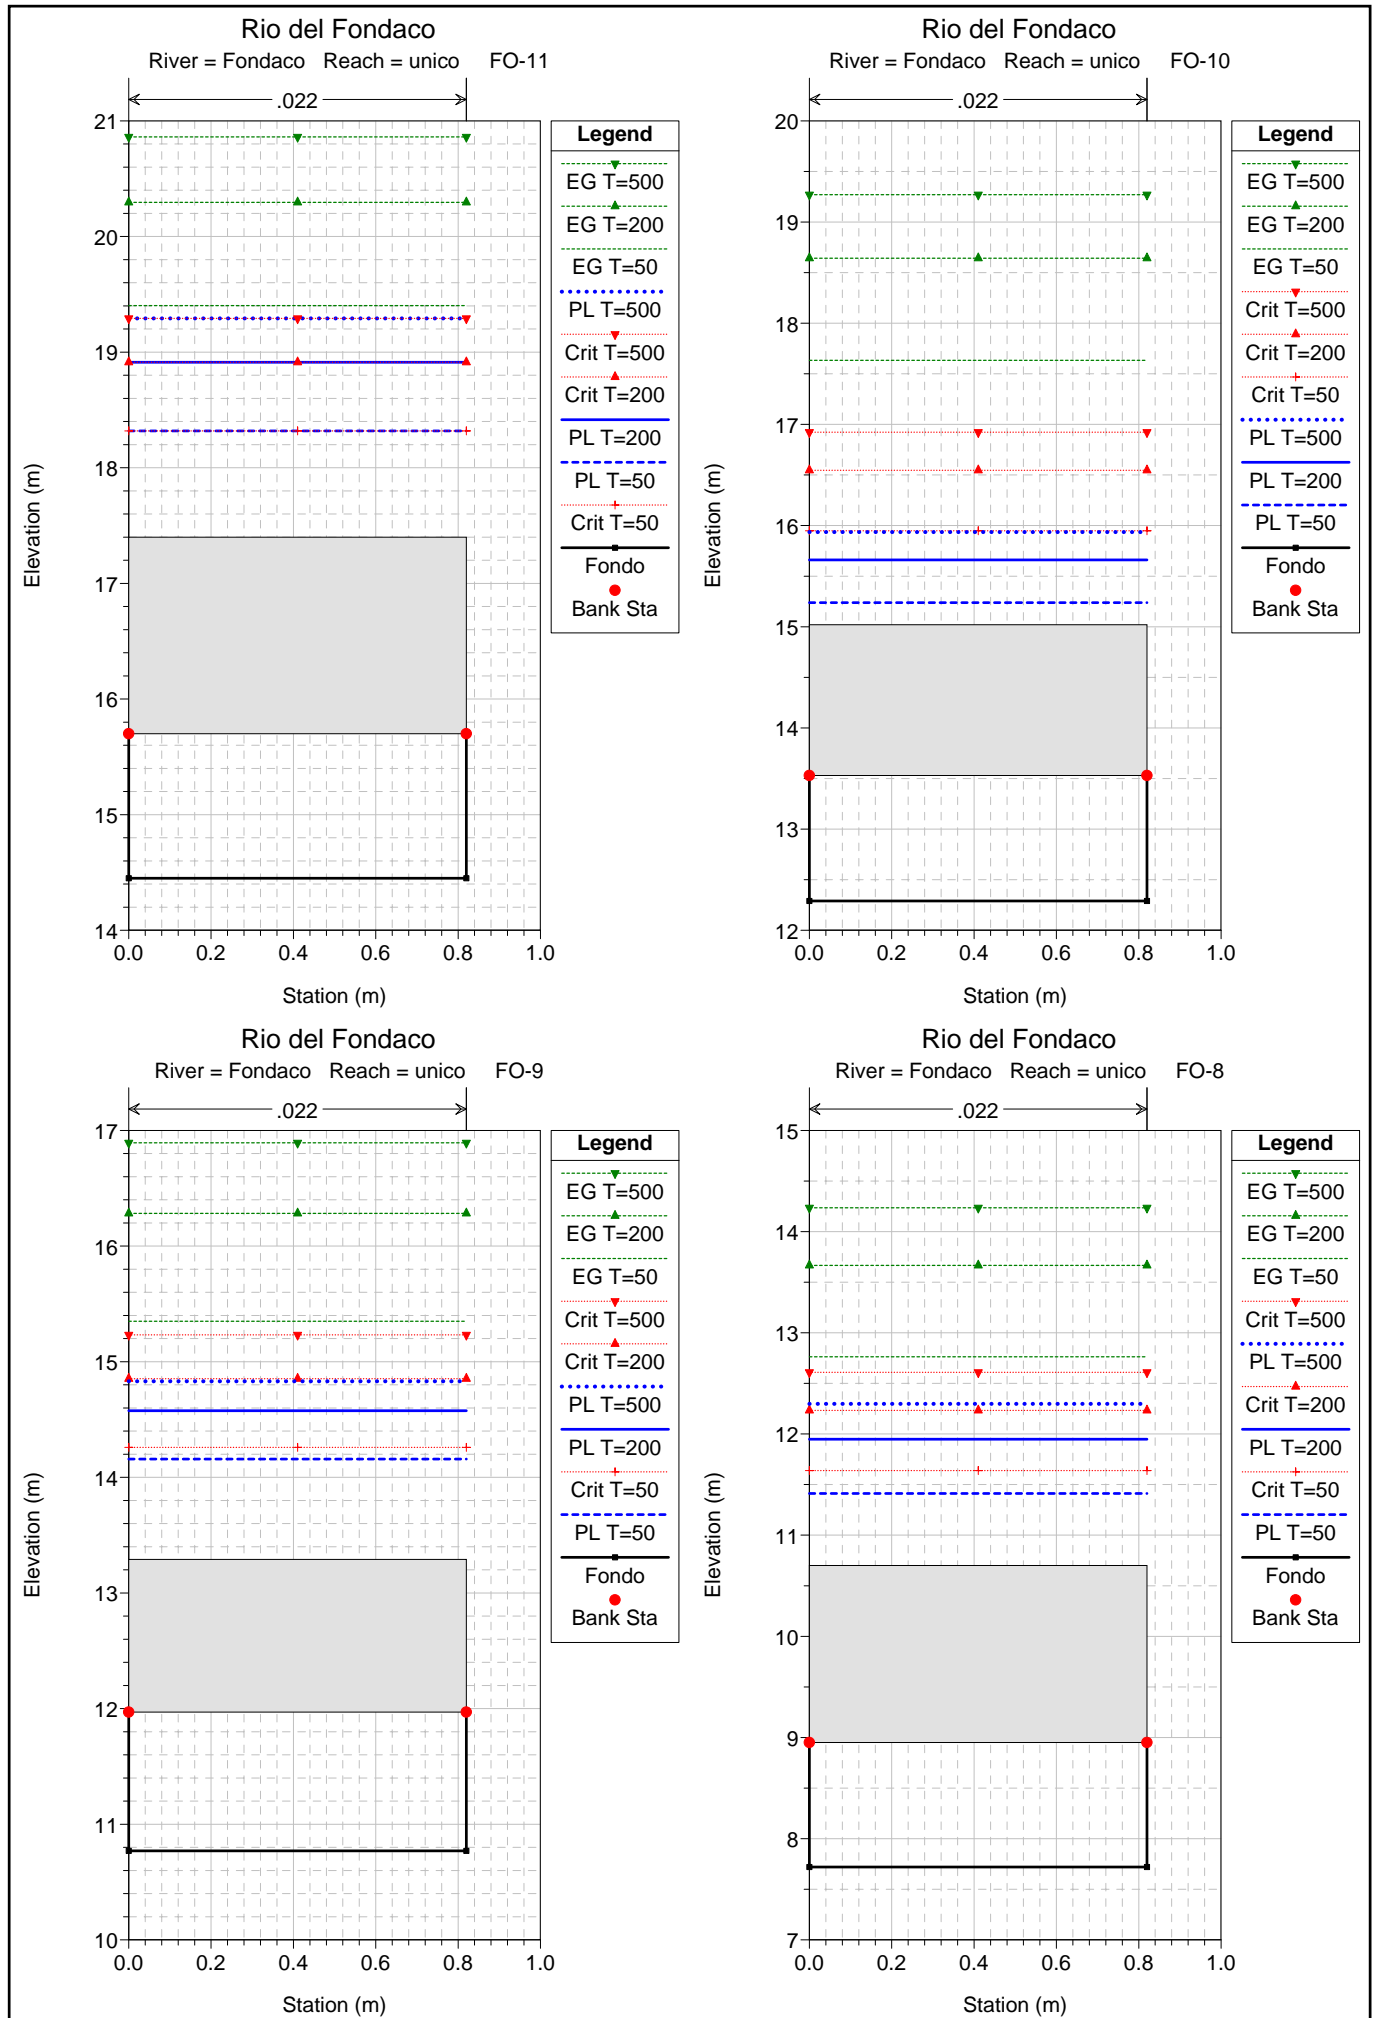 Rio del Fondaco
River = Fondaco Reach = unico FO-11
.022
21
20
19
18
17
16
15
14
Elevation (m)
0.0 0.2 0.4 0.6 0.8 1.0
Station (m)
Legend
EG T=500
EG T=200
EG T=50
PL T=500
Crit T=500
Crit T=200
PL T=200
PL T=50
Crit T=50
Fondo
Bank Sta
Rio del Fondaco
River = Fondaco Reach = unico FO-10
.022
20
19
18
17
16
15
14
13
12
Elevation (m)
0.0 0.2 0.4 0.6 0.8 1.0
Station (m)
Legend
EG T=500
EG T=200
EG T=50
Crit T=500
Crit T=200
Crit T=50
PL T=500
PL T=200
PL T=50
Fondo
Bank Sta
Rio del Fondaco
River = Fondaco Reach = unico FO-9
.022
17
16
15
14
13
12
11
10
Elevation (m)
0.0 0.2 0.4 0.6 0.8 1.0
Station (m)
Legend
EG T=500
EG T=200
EG T=50
Crit T=500
Crit T=200
PL T=500
PL T=200
Crit T=50
PL T=50
Fondo
Bank Sta
Rio del Fondaco
River = Fondaco Reach = unico FO-8
.022
15
14
13
12
11
10
9
8
7
Elevation (m)
0.0 0.2 0.4 0.6 0.8 1.0
Station (m)
Legend
EG T=500
EG T=200
EG T=50
Crit T=500
PL T=500
Crit T=200
PL T=200
Crit T=50
PL T=50
Fondo
Bank Sta